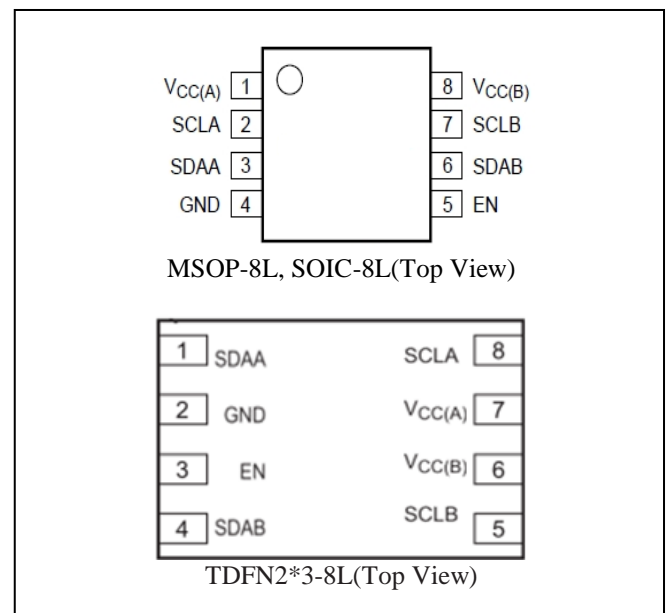 VCC(A) 1 8 VCC(B)
SCLA 2 7 SCLB
SDAA 3 6 SDAB
GND 4 5 EN
MSOP-8L, SOIC-8L(Top View)
1 SDAA SCLA 8
2 GND VCC(A) 7
3 EN VCC(B) 6
4 SDAB SCLB 5
TDFN2*3-8L(Top View)